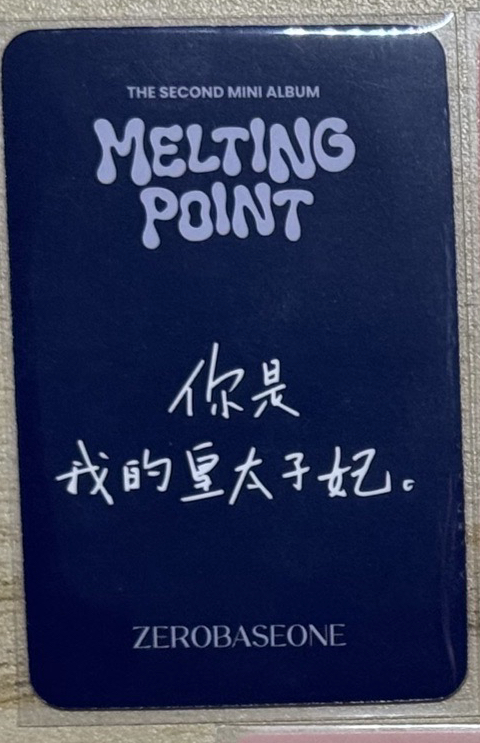 THE SECOND MINI ALBUM
MELTING
POINT
你是
我的皇太子妃。
ZEROBASEONE